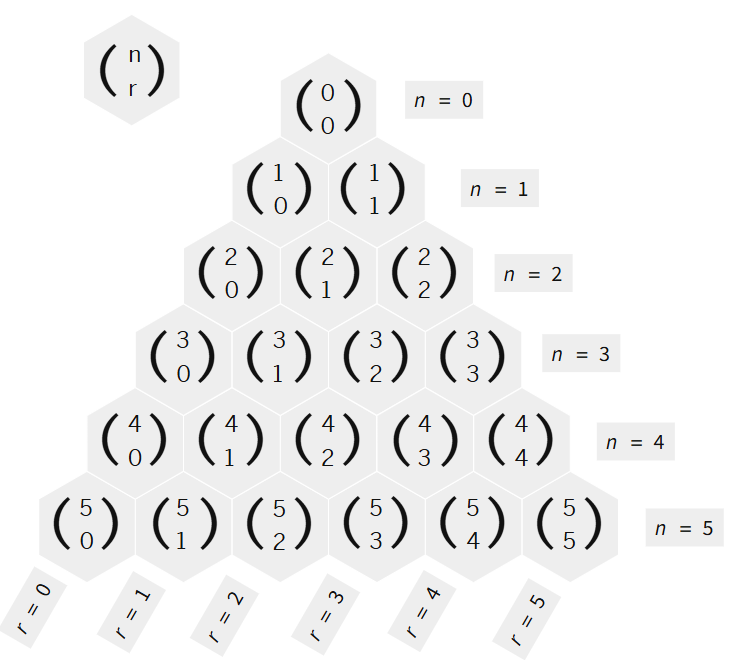 (n r)
(0 0) n = 0
(1 0) (1 1) n = 1
(2 0) (2 1) (2 2) n = 2
(3 0) (3 1) (3 2) (3 3) n = 3
(4 0) (4 1) (4 2) (4 3) (4 4) n = 4
(5 0) (5 1) (5 2) (5 3) (5 4) (5 5) n = 5
r = 0 r = 1 r = 2 r = 3 r = 4 r = 5